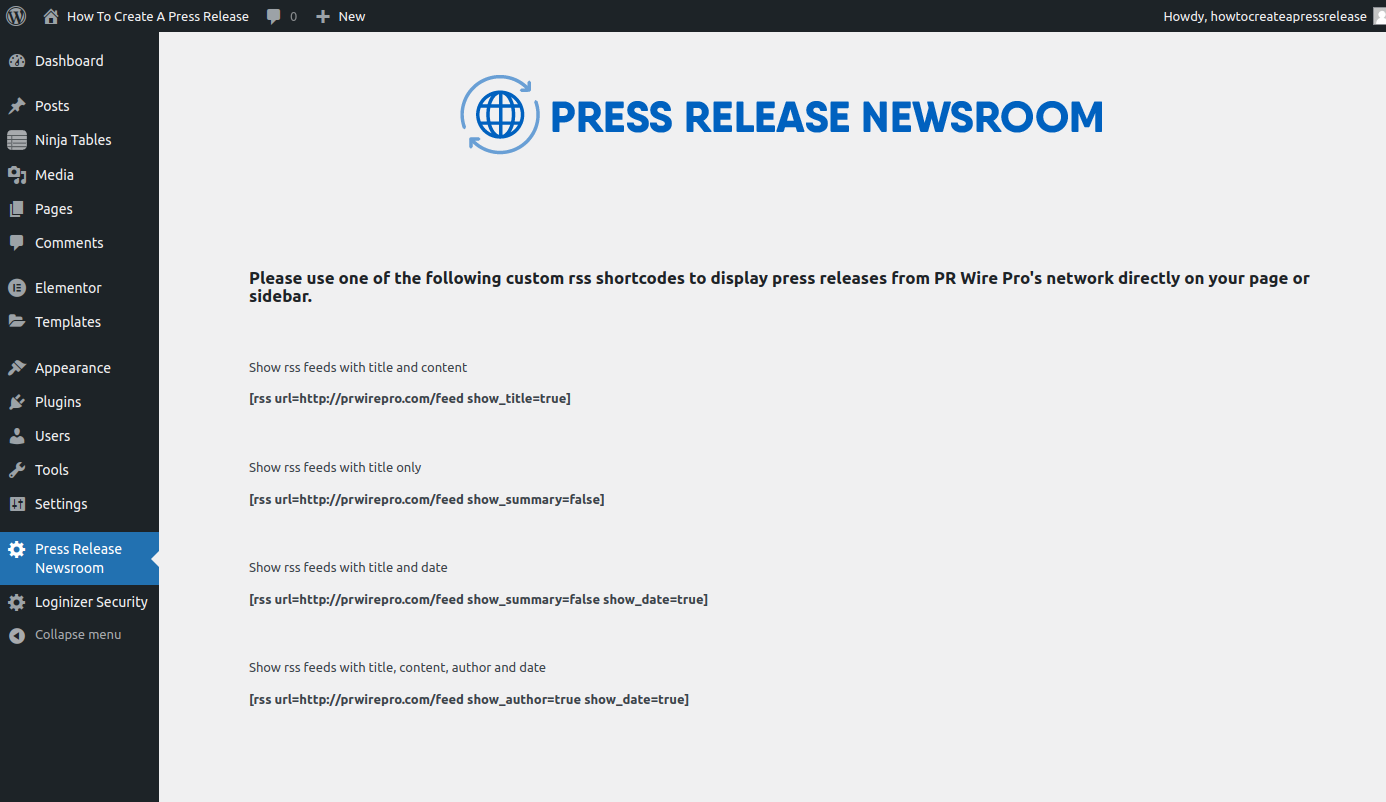 How To Create A Press Release 0 New Howdy, howtocreateapressrelease
Dashboard
Posts
Ninja Tables
Media
Pages
Comments
Elementor
Templates
Appearance
Plugins
Users
Tools
Settings
Press Release
Newsroom
Loginizer Security
Collapse menu
PRESS RELEASE NEWSROOM
Please use one of the following custom rss shortcodes to display press releases from PR Wire Pro's network directly on your page or
sidebar.
Show rss feeds with title and content
[rss url=http://prwirepro.com/feed show_title=true]
Show rss feeds with title only
[rss url=http://prwirepro.com/feed show_summary=false]
Show rss feeds with title and date
[rss url=http://prwirepro.com/feed show_summary=false show_date=true]
Show rss feeds with title, content, author and date
[rss url=http://prwirepro.com/feed show_author=true show_date=true]